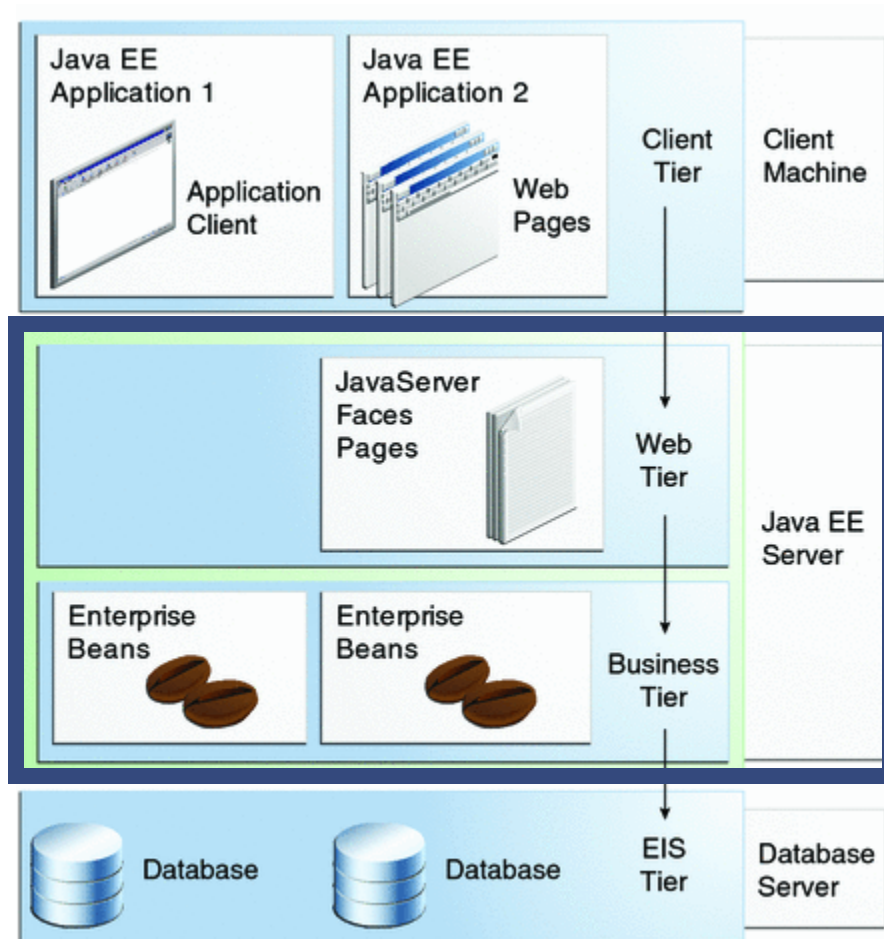 Java EE
Application 1
Application
Client
Java EE
Application 2
Web
Pages
Client
Tier
Client
Machine
JavaServer
Faces
Pages
Web
Tier
Java EE
Server
Enterprise
Beans
Enterprise
Beans
Business
Tier
Database
Database
EIS
Tier
Database
Server